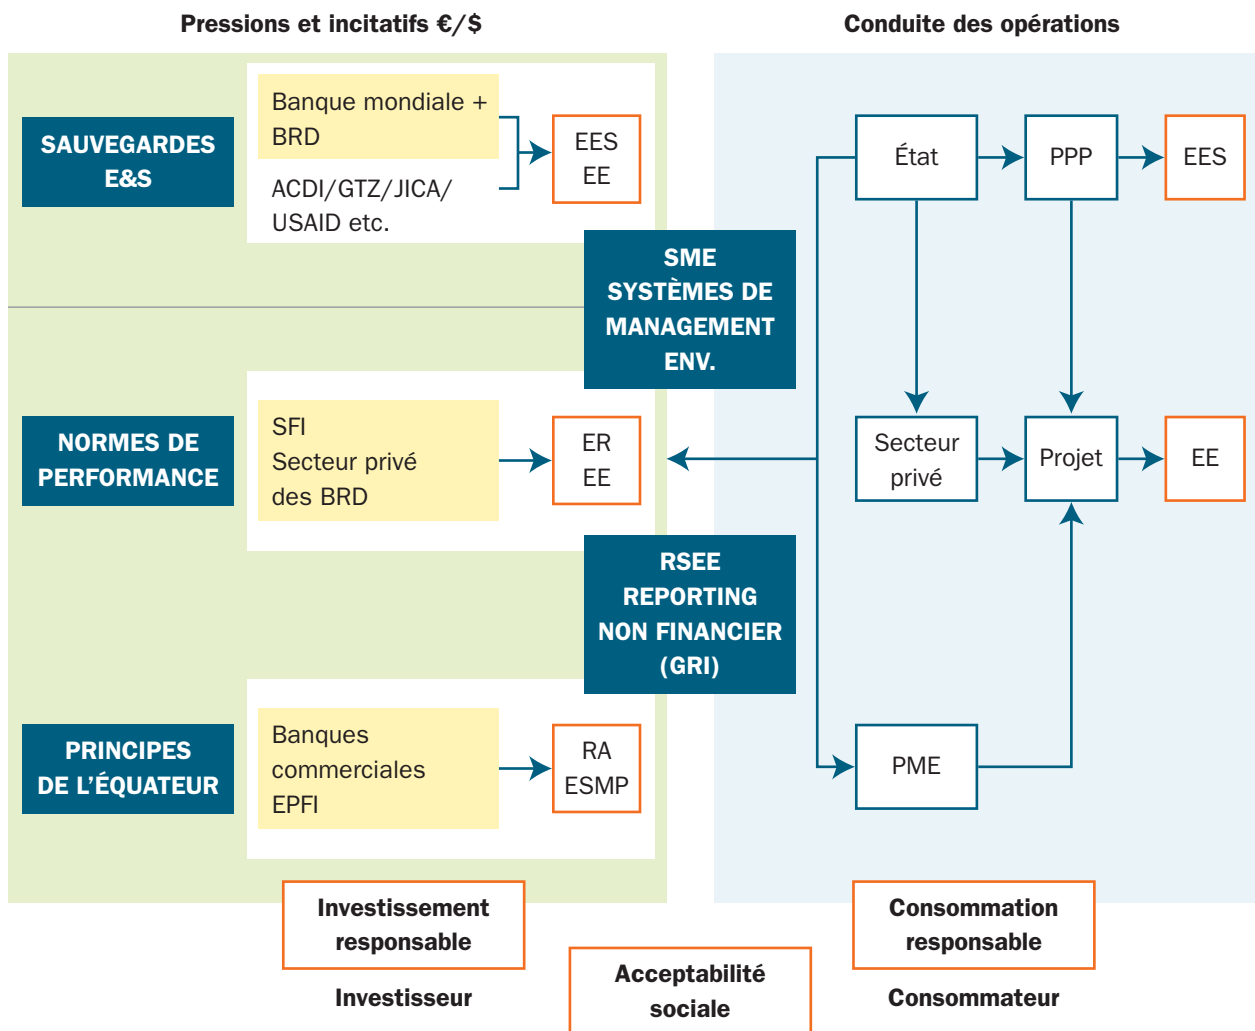 Pressions et incitatifs €/$
Conduite des opérations
SAUVEGARDES
E&S
Banque mondiale +
BRD
ACDI/GTZ/JICA/
USAID etc.
EES
EE
SME
SYSTÈMES DE
MANAGEMENT
ENV.
État
PPP
EES
NORMES DE
PERFORMANCE
SFI
Secteur privé
des BRD
ER
EE
Secteur
privé
Projet
EE
RSEE
REPORTING
NON FINANCIER
(GRI)
PRINCIPES
DE L’ÉQUATEUR
Banques
commerciales
EPFI
RA
ESMP
PME
Investissement
responsable
Investisseur
Acceptabilité
sociale
Consommation
responsable
Consommateur